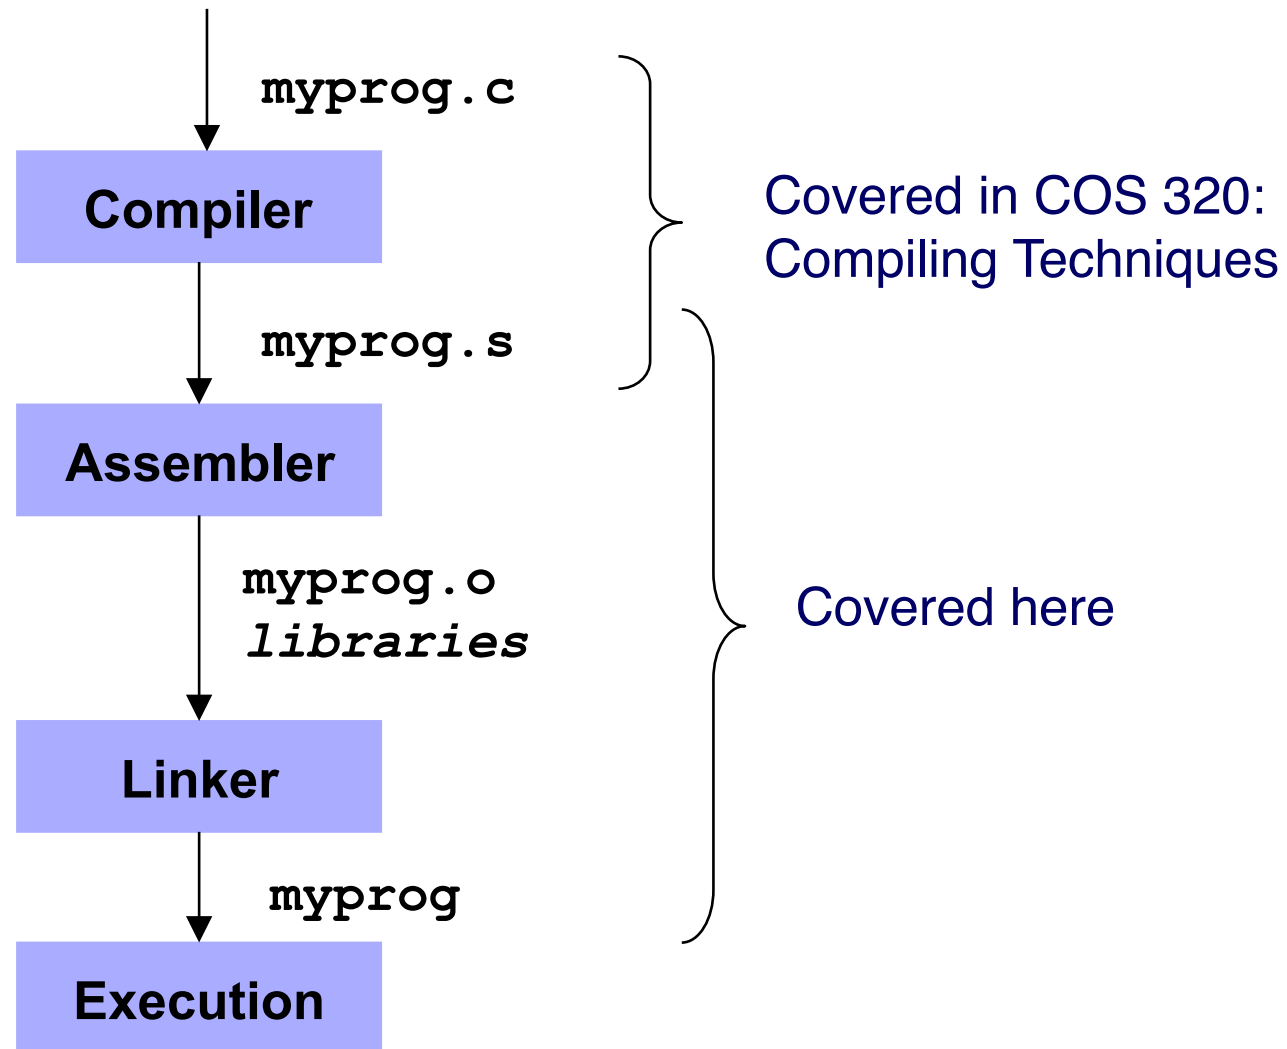 myprog.c
Compiler
Covered in COS 320:
Compiling Techniques
myprog.s
Assembler
myprog.o
libraries
Covered here
Linker
myprog
Execution